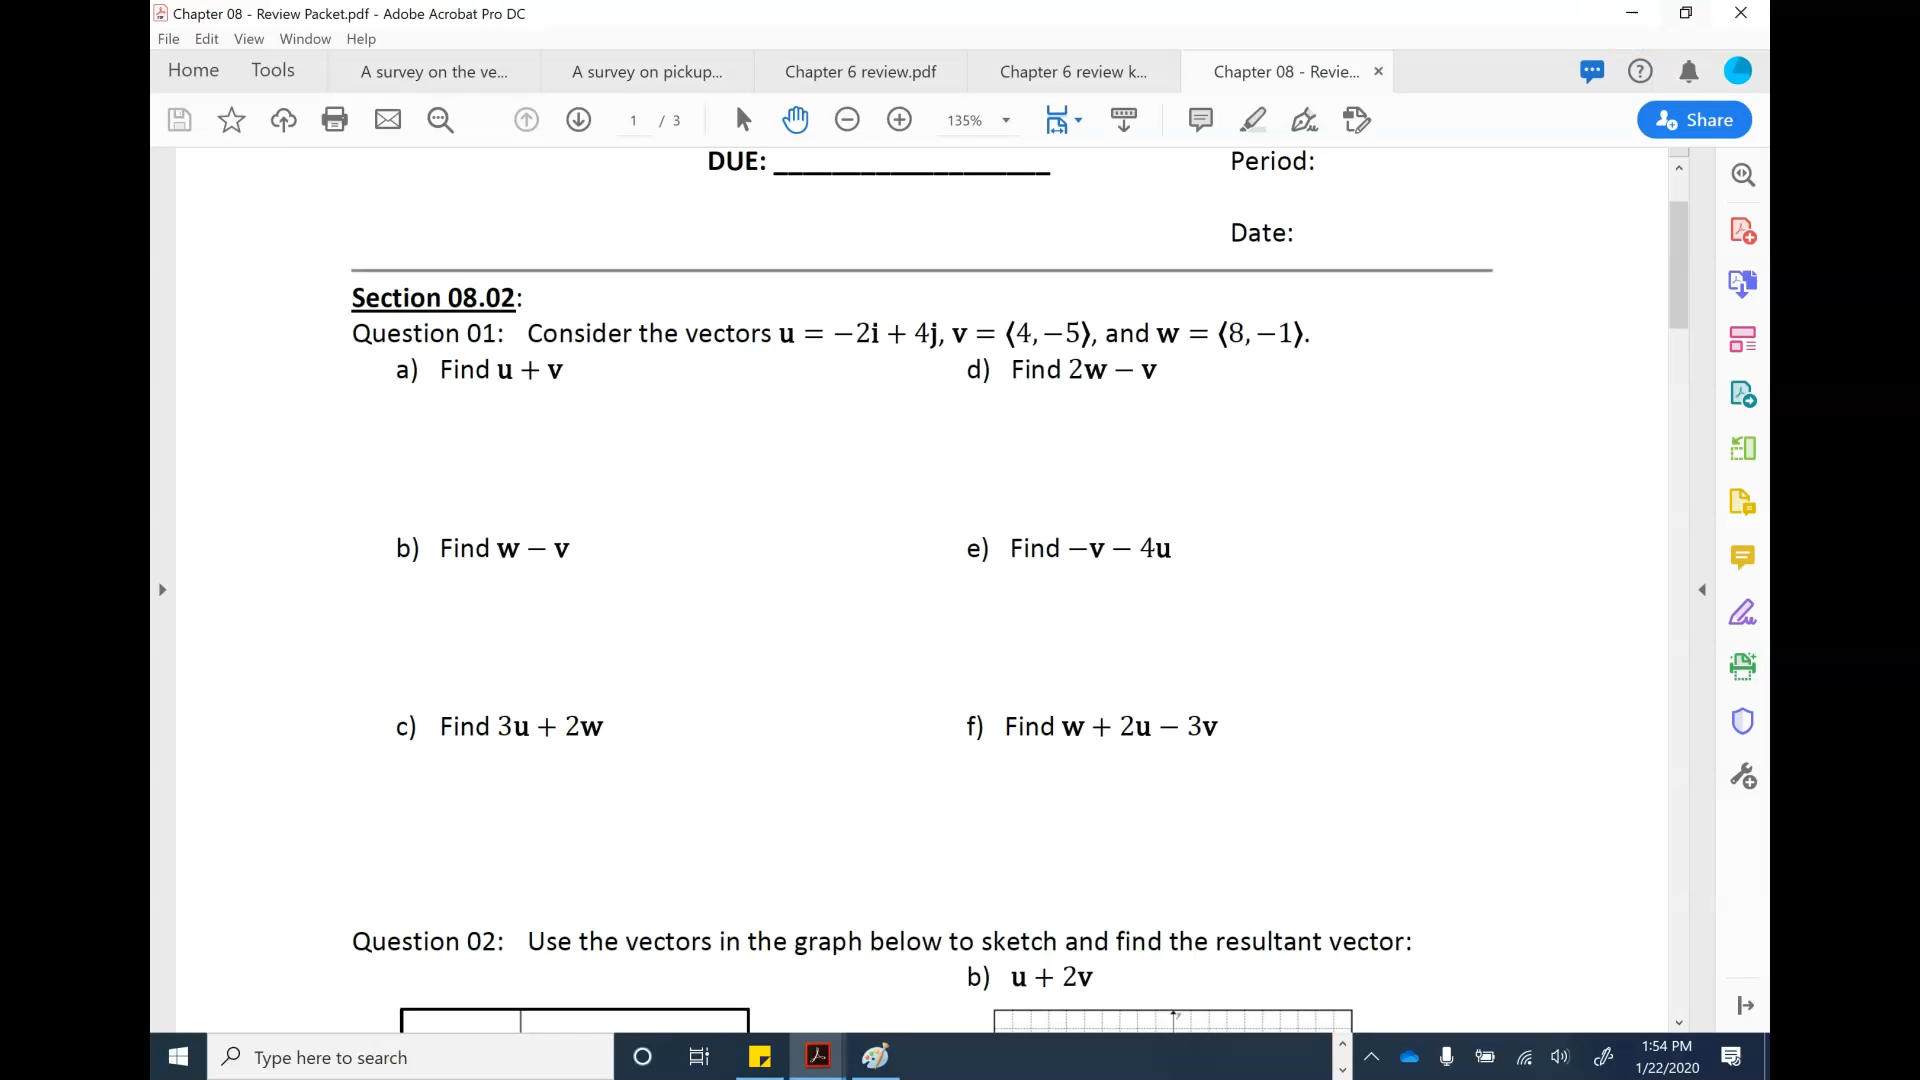 Chapter 08 - Review Packet.pdf - Adobe Acrobat Pro DC
File Edit View Window Help
Home Tools A survey on the ve... A survey on pickup... Chapter 6 review.pdf Chapter 6 review k... Chapter 08 - Revie... ×
1 / 3 135% Share
DUE: ____________________ Period:
Date:
Section 08.02:
Question 01: Consider the vectors u = −2i + 4j, v = ⟨4, −5⟩, and w = ⟨8, −1⟩.
a) Find u + v d) Find 2w − v
b) Find w − v e) Find −v − 4u
c) Find 3u + 2w f) Find w + 2u − 3v
Question 02: Use the vectors in the graph below to sketch and find the resultant vector:
b) u + 2v
y
Type here to search
1:54 PM
1/22/2020